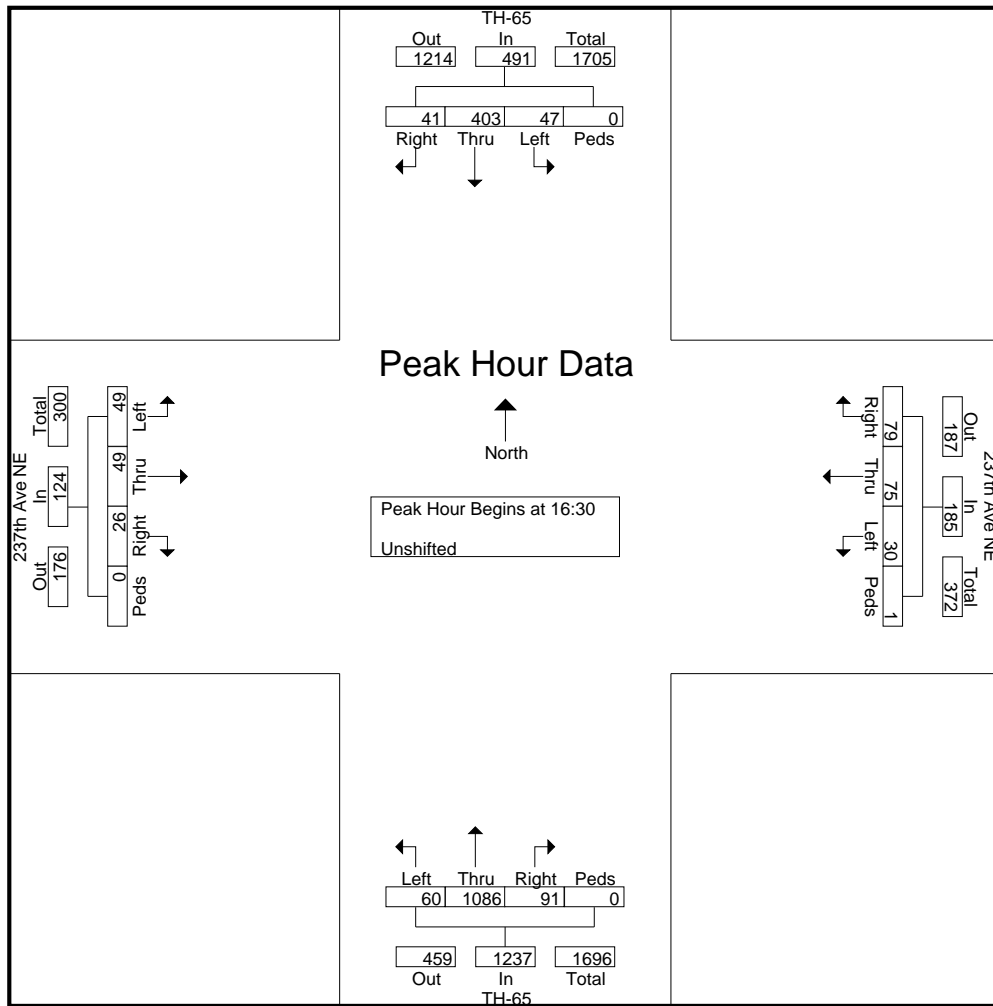 TH-65
Out In Total
1214 491 1705
41 403 47 0
Right Thru Left Peds
Peak Hour Data
North
Peak Hour Begins at 16:30
Unshifted
237th Ave NE
Out In Total
176 124 300
Left Thru Right Peds
49 49 26 0
237th Ave NE
Out In Total
187 185 372
Right Thru Left Peds
79 75 30 1
Left Thru Right Peds
60 1086 91 0
459 1237 1696
Out In Total
TH-65